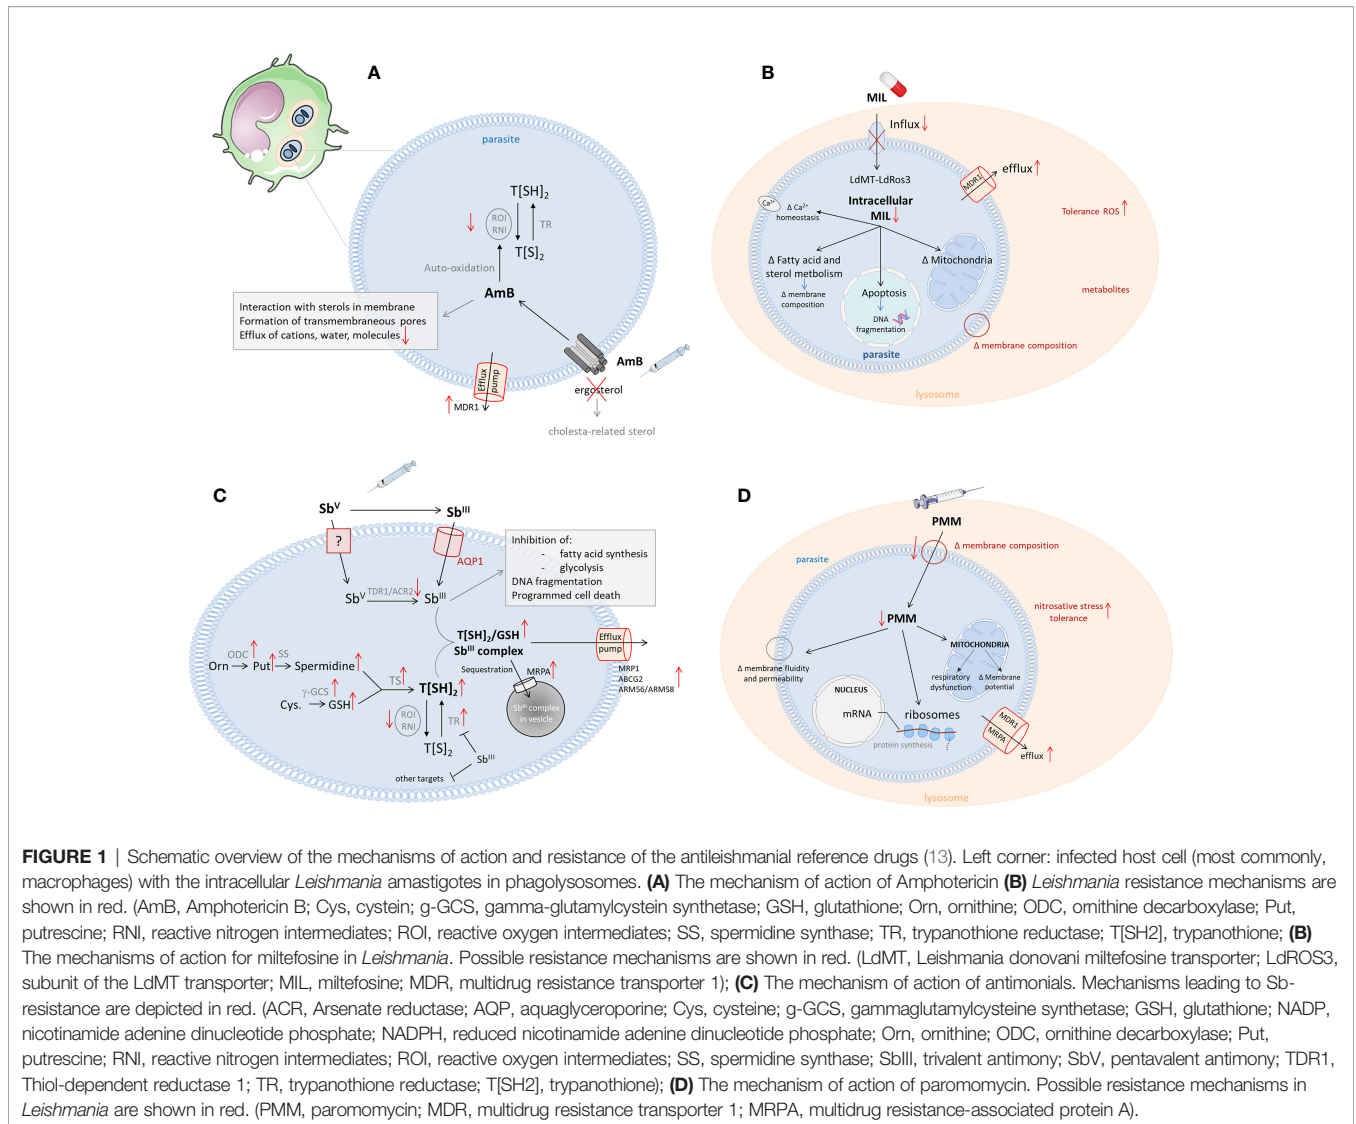 A
parasite
T[SH]2
ROI
RNI
TR
T[S]2
Auto-oxidation
AmB
Interaction with sterols in membrane
Formation of transmembraneous pores
Efflux of cations, water, molecules
AmB
Efflux
pump
MDR1
ergosterol
cholesta-related sterol
B
MIL
Influx
LdMT-LdRos3
MDR1
efflux
Ca2+
Δ Ca2-
homeostasis
Intracellular
MIL
Tolerance ROS
Δ Fatty acid and
sterol metbolism
Δ membrane
composition
Δ Mitochondria
Apoptosis
DNA
fragmentation
parasite
metabolites
Δ membrane composition
lysosome
C
SbV
SbIII
?
AQP1
Inhibition of:
- fatty acid synthesis
- glycolysis
DNA fragmentation
Programmed cell death
SbV
TDR1/ACR2
SbIII
T[SH]2/GSH
SbIII complex
Efflux
pump
MRP1
ABCG2
ARM56/ARM58
Sequestration
MRPA
SbIII complex
in vesicle
ODC
SS
Orn
Put
Spermidine
γ-GCS
Cys.
GSH
TS
T[SH]2
ROI
RNI
TR
T[S]2
SbIII
other targets
D
PMM
parasite
Δ membrane composition
nitrosative stress
tolerance
PMM
MITOCHONDRIA
respiratory
dysfunction
Δ Membrane
potential
Δ membrane fluidity
and permeability
NUCLEUS
mRNA
ribosomes
protein synthesis
MDR1
MRPA
efflux
lysosome
FIGURE 1 | Schematic overview of the mechanisms of action and resistance of the antileishmanial reference drugs (13). Left corner: infected host cell (most commonly,
macrophages) with the intracellular Leishmania amastigotes in phagolysosomes. (A) The mechanism of action of Amphotericin (B) Leishmania resistance mechanisms are
shown in red. (AmB, Amphotericin B; Cys, cystein; g-GCS, gamma-glutamylcystein synthetase; GSH, glutathione; Orn, ornithine; ODC, ornithine decarboxylase; Put,
putrescine; RNI, reactive nitrogen intermediates; ROI, reactive oxygen intermediates; SS, spermidine synthase; TR, trypanothione reductase; T[SH2], trypanothione; (B)
The mechanisms of action for miltefosine in Leishmania. Possible resistance mechanisms are shown in red. (LdMT, Leishmania donovani miltefosine transporter; LdROS3,
subunit of the LdMT transporter; MIL, miltefosine; MDR, multidrug resistance transporter 1); (C) The mechanism of action of antimonials. Mechanisms leading to Sb-
resistance are depicted in red. (ACR, Arsenate reductase; AQP, aquaglyceroporine; Cys, cysteine; g-GCS, gammaglutamylcysteine synthetase; GSH, glutathione; NADP,
nicotinamide adenine dinucleotide phosphate; NADPH, reduced nicotinamide adenine dinucleotide phosphate; Orn, ornithine; ODC, ornithine decarboxylase; Put,
putrescine; RNI, reactive nitrogen intermediates; ROI, reactive oxygen intermediates; SS, spermidine synthase; SbIII, trivalent antimony; SbV, pentavalent antimony; TDR1,
Thiol-dependent reductase 1; TR, trypanothione reductase; T[SH2], trypanothione); (D) The mechanism of action of paromomycin. Possible resistance mechanisms in
Leishmania are shown in red. (PMM, paromomycin; MDR, multidrug resistance transporter 1; MRPA, multidrug resistance-associated protein A).